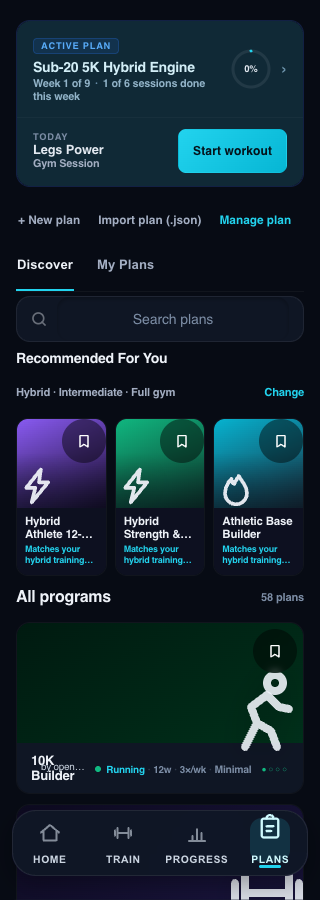 ACTIVE PLAN
Sub-20 5K Hybrid Engine
Week 1 of 9 · 1 of 6 sessions done
this week
0%
TODAY
Legs Power
Gym Session
Start workout
+ New plan
Import plan (.json)
Manage plan
Discover
My Plans
Search plans
Recommended For You
Hybrid · Intermediate · Full gym
Change
Hybrid
Athlete 12-...
Matches your
hybrid training...
Hybrid
Strength &...
Matches your
hybrid training...
Athletic Base
Builder
Matches your
hybrid training...
All programs
58 plans
10K
Builder
by open...
Running · 12w · 3×/wk · Minimal
HOME
TRAIN
PROGRESS
PLANS